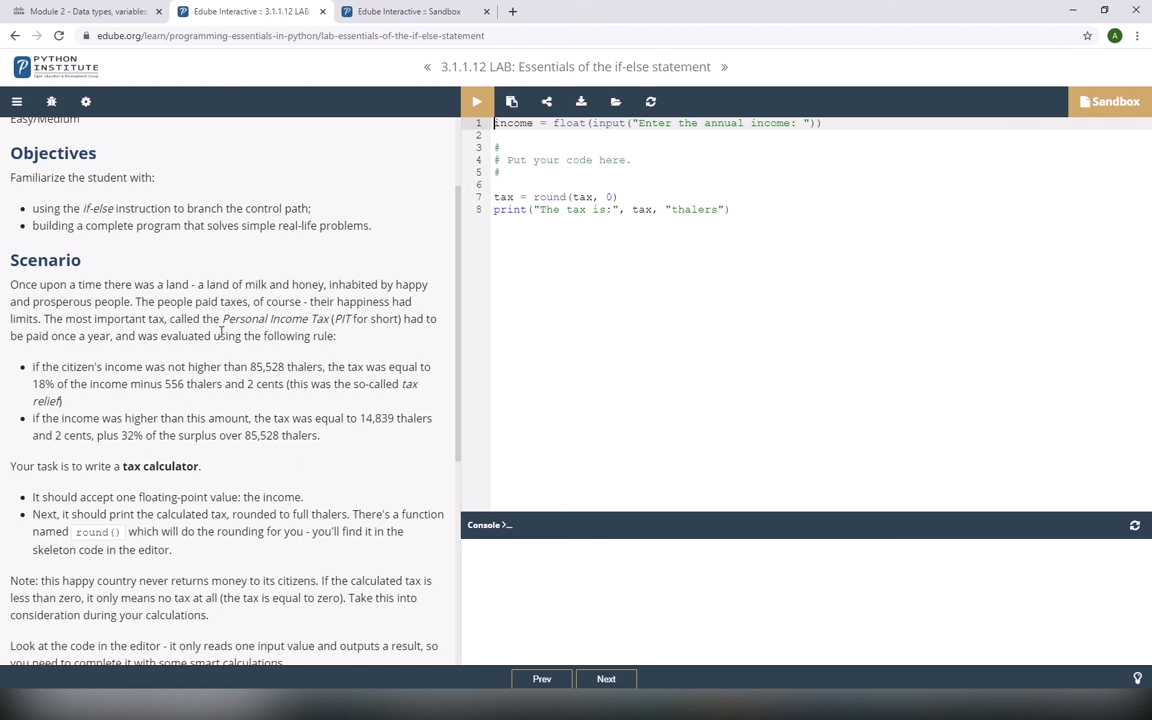 Module 2 - Data types, variables,
Edube Interactive :: 3.1.1.12 LAB:
Edube Interactive :: Sandbox
edube.org/learn/programming-essentials-in-python/lab-essentials-of-the-if-else-statement
A
PYTHON
INSTITUTE
« 3.1.1.12 LAB: Essentials of the if-else statement »
Sandbox
Easy/Medium
Objectives
Familiarize the student with:
• using the if-else instruction to branch the control path;
• building a complete program that solves simple real-life problems.
Scenario
Once upon a time there was a land - a land of milk and honey, inhabited by happy
and prosperous people. The people paid taxes, of course - their happiness had
limits. The most important tax, called the Personal Income Tax (PIT for short) had to
be paid once a year, and was evaluated using the following rule:
• if the citizen's income was not higher than 85,528 thalers, the tax was equal to
18% of the income minus 556 thalers and 2 cents (this was the so-called tax
relief)
• if the income was higher than this amount, the tax was equal to 14,839 thalers
and 2 cents, plus 32% of the surplus over 85,528 thalers.
Your task is to write a tax calculator.
• It should accept one floating-point value: the income.
• Next, it should print the calculated tax, rounded to full thalers. There's a function
named round() which will do the rounding for you - you'll find it in the
skeleton code in the editor.
Note: this happy country never returns money to its citizens. If the calculated tax is
less than zero, it only means no tax at all (the tax is equal to zero). Take this into
consideration during your calculations.
Look at the code in the editor - it only reads one input value and outputs a result, so
you need to complete it with some smart calculations.
1 income = float(input("Enter the annual income: "))
2
3 #
4 # Put your code here.
5 #
6
7 tax = round(tax, 0)
8 print("The tax is:", tax, "thalers")
Console >_
Prev
Next